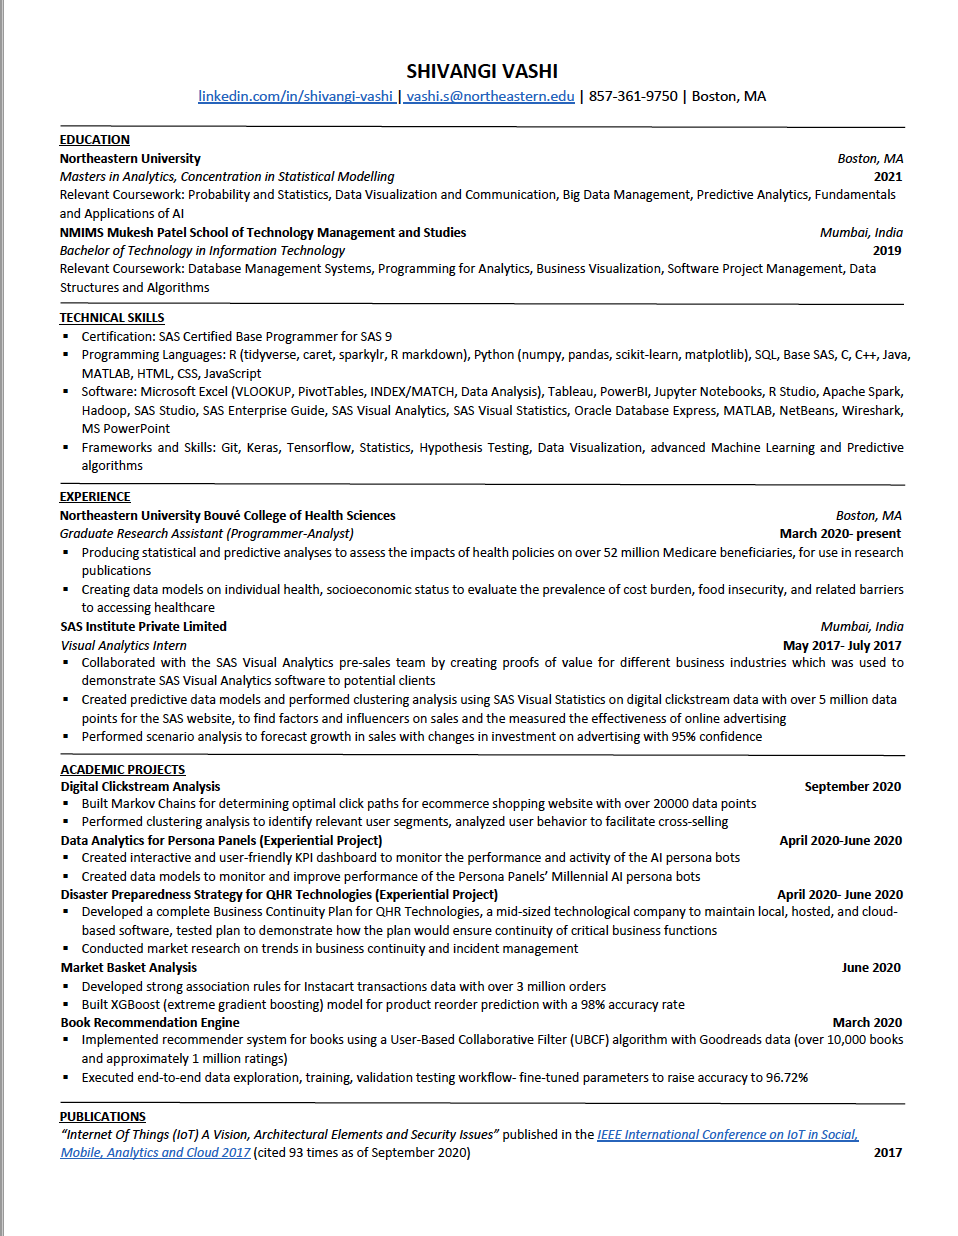 SHIVANGI VASHI
linkedin.com/in/shivangi-vashi | vashi.s@northeastern.edu | 857-361-9750 | Boston, MA
EDUCATION
Northeastern University Boston, MA
Masters in Analytics, Concentration in Statistical Modelling 2021
Relevant Coursework: Probability and Statistics, Data Visualization and Communication, Big Data Management, Predictive Analytics, Fundamentals
and Applications of AI
NMIMS Mukesh Patel School of Technology Management and Studies Mumbai, India
Bachelor of Technology in Information Technology 2019
Relevant Coursework: Database Management Systems, Programming for Analytics, Business Visualization, Software Project Management, Data
Structures and Algorithms
TECHNICAL SKILLS
▪ Certification: SAS Certified Base Programmer for SAS 9
▪ Programming Languages: R (tidyverse, caret, sparkylr, R markdown), Python (numpy, pandas, scikit-learn, matplotlib), SQL, Base SAS, C, C++, Java,
MATLAB, HTML, CSS, JavaScript
▪ Software: Microsoft Excel (VLOOKUP, PivotTables, INDEX/MATCH, Data Analysis), Tableau, PowerBI, Jupyter Notebooks, R Studio, Apache Spark,
Hadoop, SAS Studio, SAS Enterprise Guide, SAS Visual Analytics, SAS Visual Statistics, Oracle Database Express, MATLAB, NetBeans, Wireshark,
MS PowerPoint
▪ Frameworks and Skills: Git, Keras, Tensorflow, Statistics, Hypothesis Testing, Data Visualization, advanced Machine Learning and Predictive
algorithms
EXPERIENCE
Northeastern University Bouvé College of Health Sciences Boston, MA
Graduate Research Assistant (Programmer-Analyst) March 2020- present
▪ Producing statistical and predictive analyses to assess the impacts of health policies on over 52 million Medicare beneficiaries, for use in research
publications
▪ Creating data models on individual health, socioeconomic status to evaluate the prevalence of cost burden, food insecurity, and related barriers
to accessing healthcare
SAS Institute Private Limited Mumbai, India
Visual Analytics Intern May 2017- July 2017
▪ Collaborated with the SAS Visual Analytics pre-sales team by creating proofs of value for different business industries which was used to
demonstrate SAS Visual Analytics software to potential clients
▪ Created predictive data models and performed clustering analysis using SAS Visual Statistics on digital clickstream data with over 5 million data
points for the SAS website, to find factors and influencers on sales and the measured the effectiveness of online advertising
▪ Performed scenario analysis to forecast growth in sales with changes in investment on advertising with 95% confidence
ACADEMIC PROJECTS
Digital Clickstream Analysis September 2020
▪ Built Markov Chains for determining optimal click paths for ecommerce shopping website with over 20000 data points
▪ Performed clustering analysis to identify relevant user segments, analyzed user behavior to facilitate cross-selling
Data Analytics for Persona Panels (Experiential Project) April 2020-June 2020
▪ Created interactive and user-friendly KPI dashboard to monitor the performance and activity of the AI persona bots
▪ Created data models to monitor and improve performance of the Persona Panels’ Millennial AI persona bots
Disaster Preparedness Strategy for QHR Technologies (Experiential Project) April 2020- June 2020
▪ Developed a complete Business Continuity Plan for QHR Technologies, a mid-sized technological company to maintain local, hosted, and cloud-
based software, tested plan to demonstrate how the plan would ensure continuity of critical business functions
▪ Conducted market research on trends in business continuity and incident management
Market Basket Analysis June 2020
▪ Developed strong association rules for Instacart transactions data with over 3 million orders
▪ Built XGBoost (extreme gradient boosting) model for product reorder prediction with a 98% accuracy rate
Book Recommendation Engine March 2020
▪ Implemented recommender system for books using a User-Based Collaborative Filter (UBCF) algorithm with Goodreads data (over 10,000 books
and approximately 1 million ratings)
▪ Executed end-to-end data exploration, training, validation testing workflow- fine-tuned parameters to raise accuracy to 96.72%
PUBLICATIONS
“Internet Of Things (IoT) A Vision, Architectural Elements and Security Issues” published in the IEEE International Conference on IoT in Social,
Mobile, Analytics and Cloud 2017 (cited 93 times as of September 2020) 2017